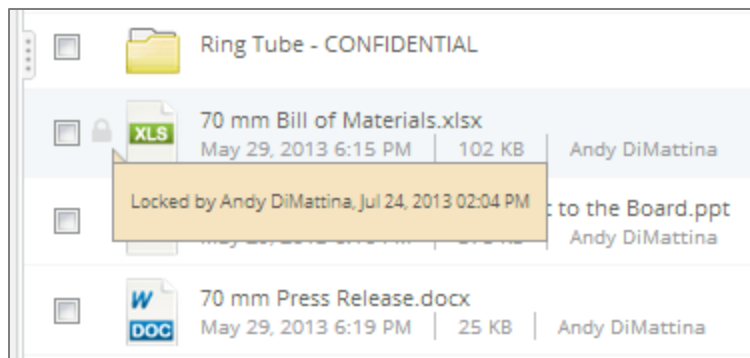 Ring Tube - CONFIDENTIAL
70 mm Bill of Materials.xlsx
XLS
May 29, 2013 6:15 PM 102 KB Andy DiMattina
Locked by Andy DiMattina, Jul 24, 2013 02:04 PM
to the Board.ppt
Andy DiMattina
70 mm Press Release.docx
W
DOC
May 29, 2013 6:19 PM 25 KB Andy DiMattina